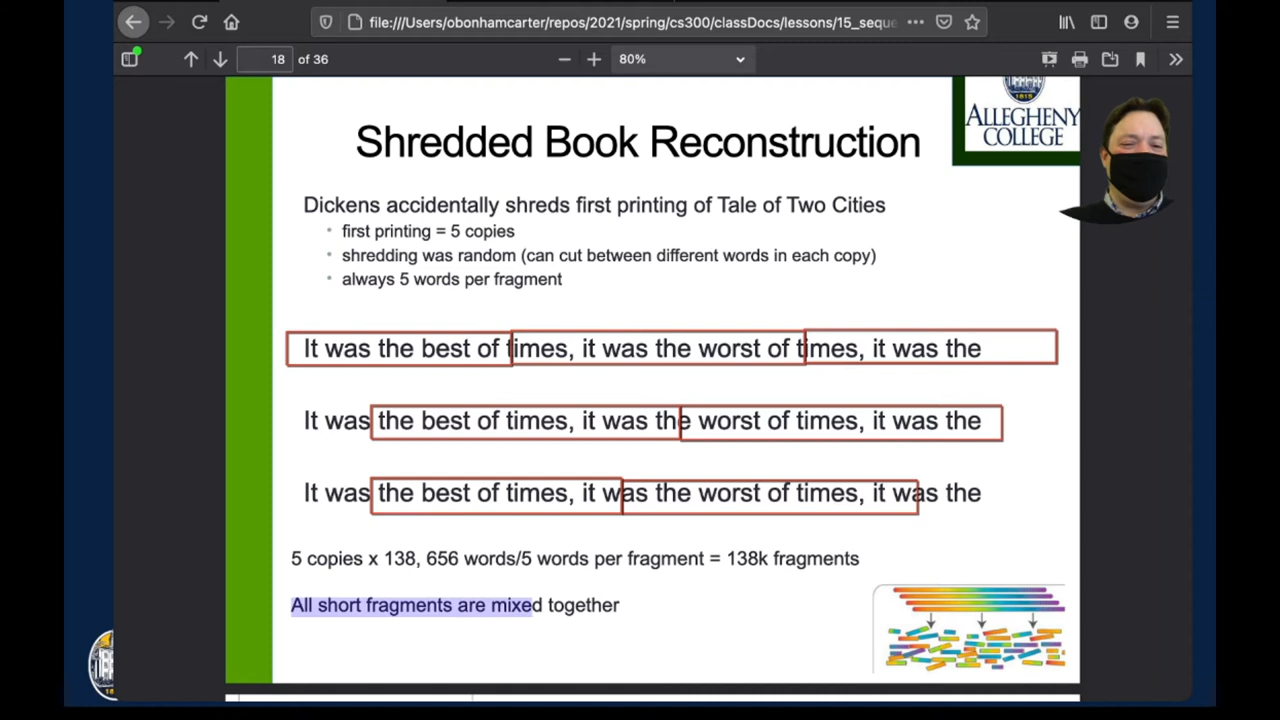 file:///Users/obonhamcarter/repos/2021/spring/cs300/classDocs/lessons/15_seque
18 of 36
80%
ALLEGHENY
COLLEGE
Shredded Book Reconstruction
Dickens accidentally shreds first printing of Tale of Two Cities
• first printing = 5 copies
• shredding was random (can cut between different words in each copy)
• always 5 words per fragment
It was the best of times, it was the worst of times, it was the
It was the best of times, it was the worst of times, it was the
It was the best of times, it was the worst of times, it was the
5 copies x 138, 656 words/5 words per fragment = 138k fragments
All short fragments are mixed together